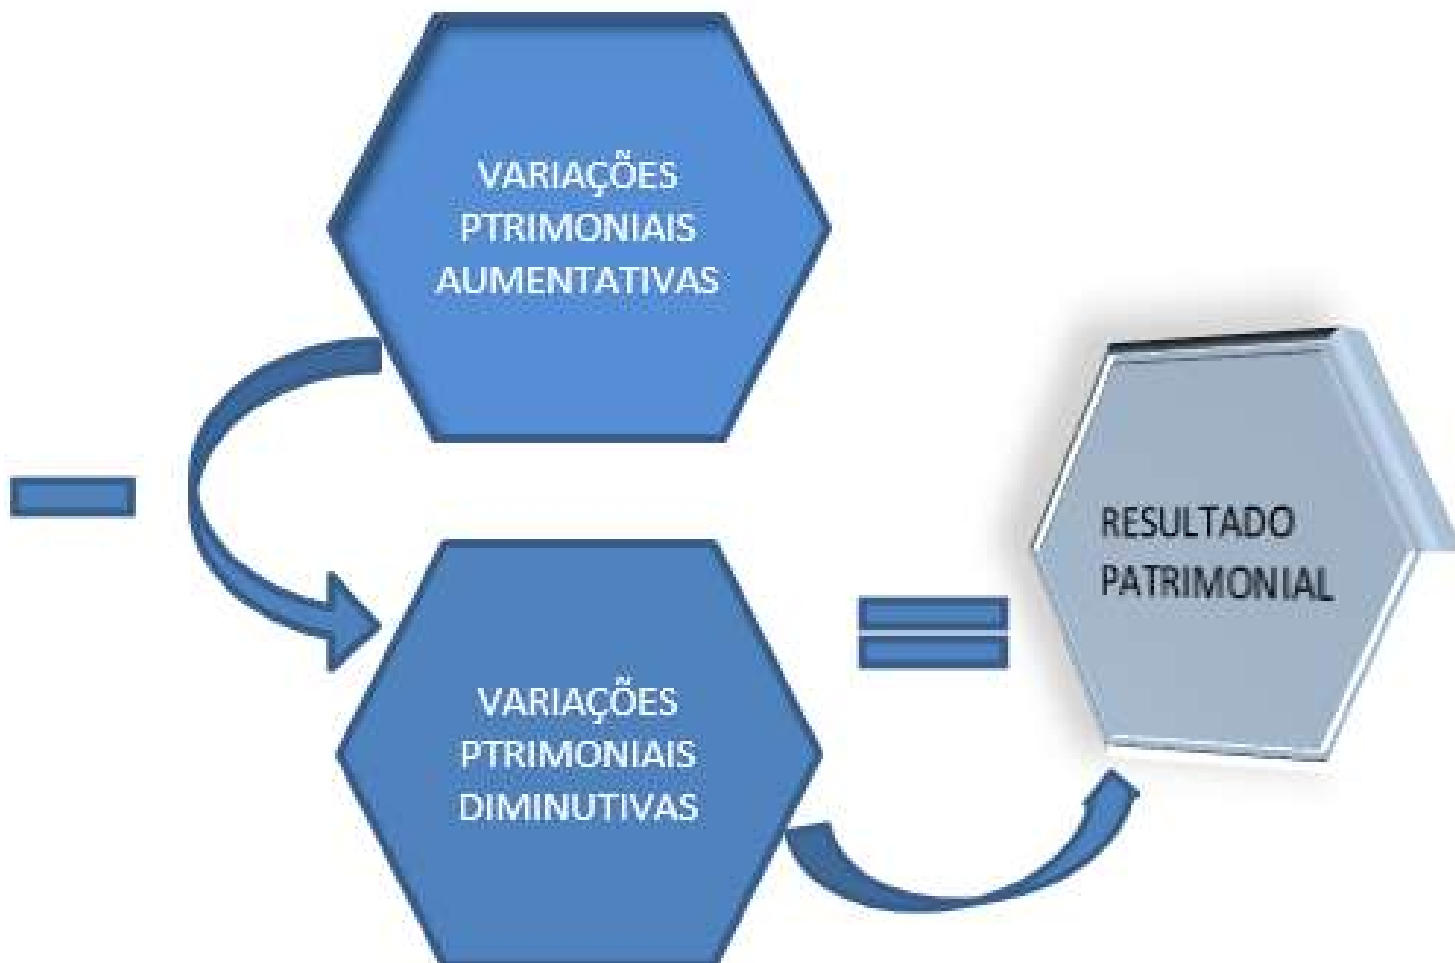 VARIAÇÕES
PTRIMONIAIS
AUMENTATIVAS
RESULTADO
PATRIMONIAL
VARIAÇÕES
PTRIMONIAIS
DIMINUTIVAS